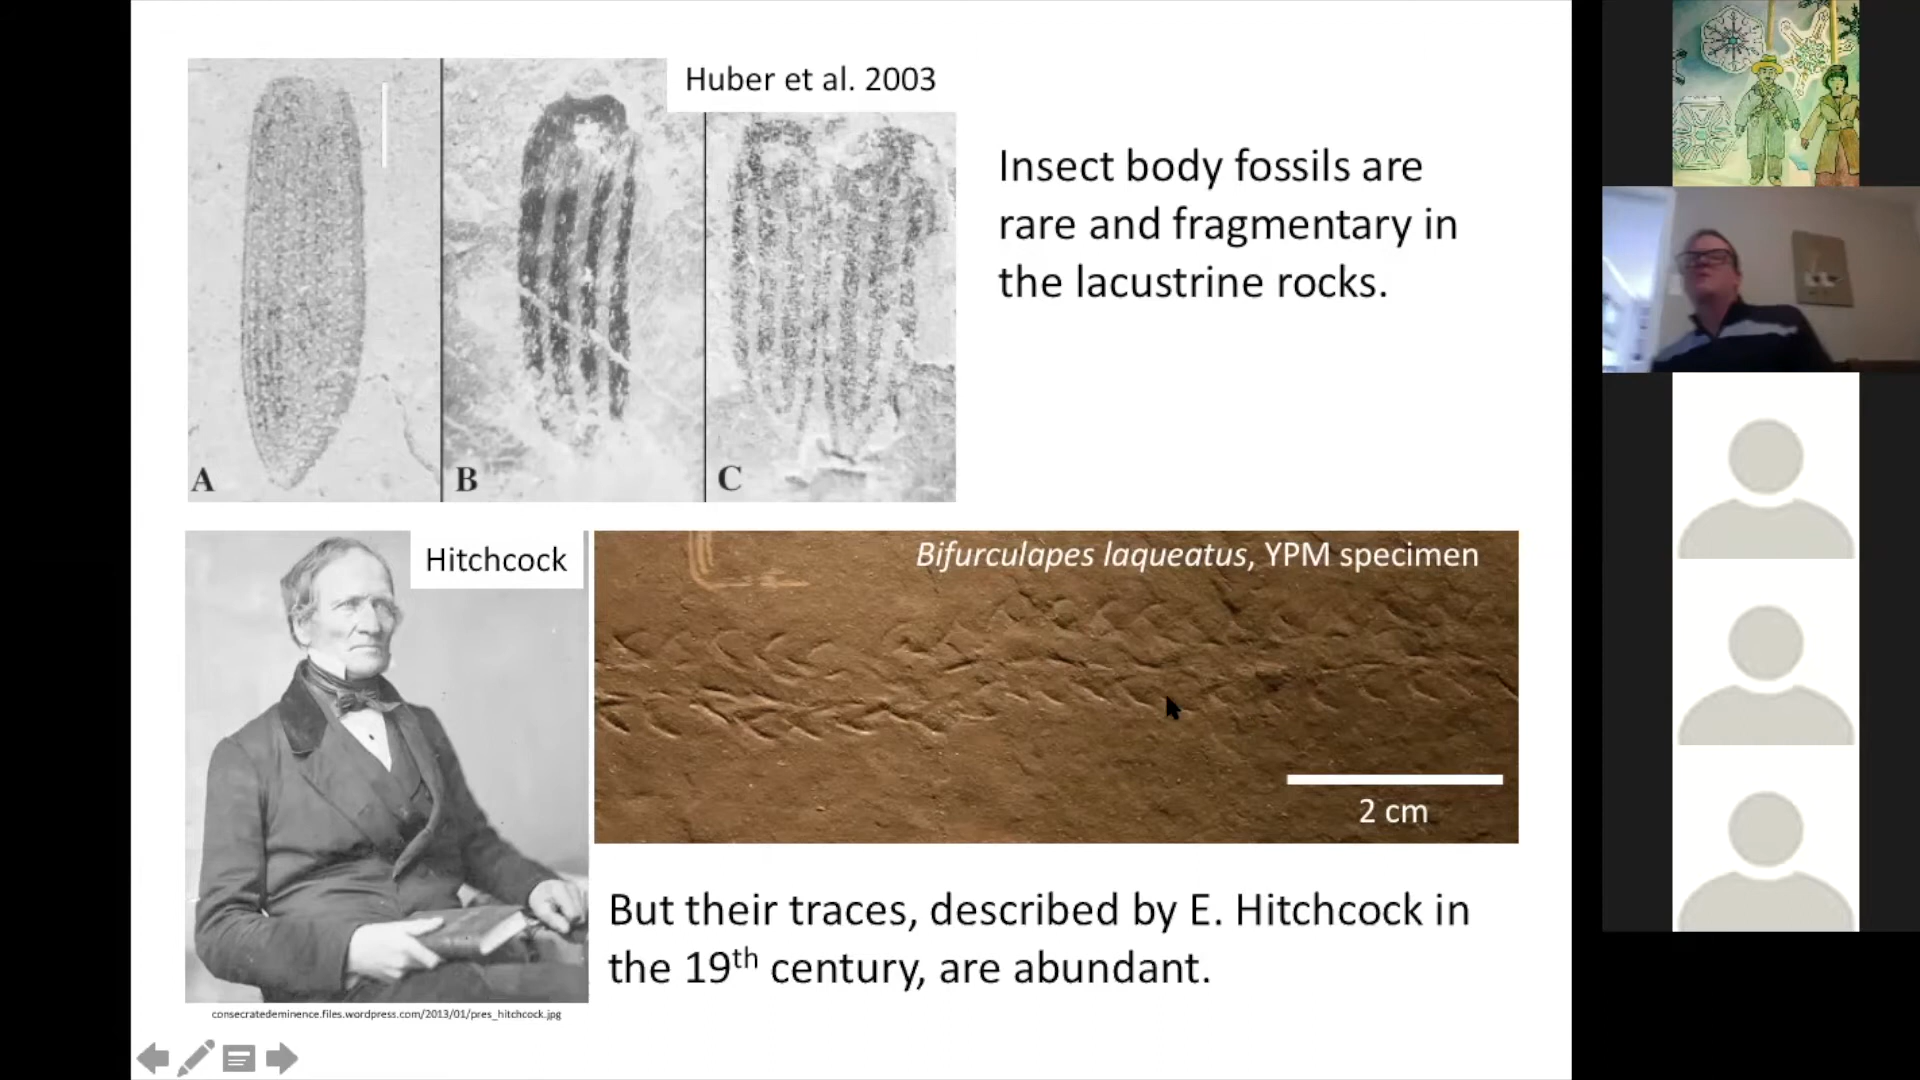 Huber et al. 2003
A
B
C
Insect body fossils are
rare and fragmentary in
the lacustrine rocks.
Hitchcock
Bifurculapes laqueatus, YPM specimen
2 cm
But their traces, described by E. Hitchcock in
the 19th century, are abundant.
consecratedeminence.files.wordpress.com/2013/01/pres_hitchcock.jpg